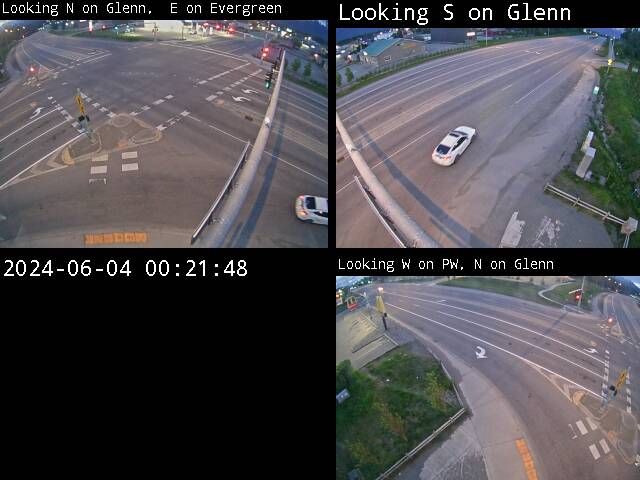 Looking N on Glenn,  E on Evergreen
Looking S on Glenn
2024-06-04 00:21:48
Looking W on PW, N on Glenn